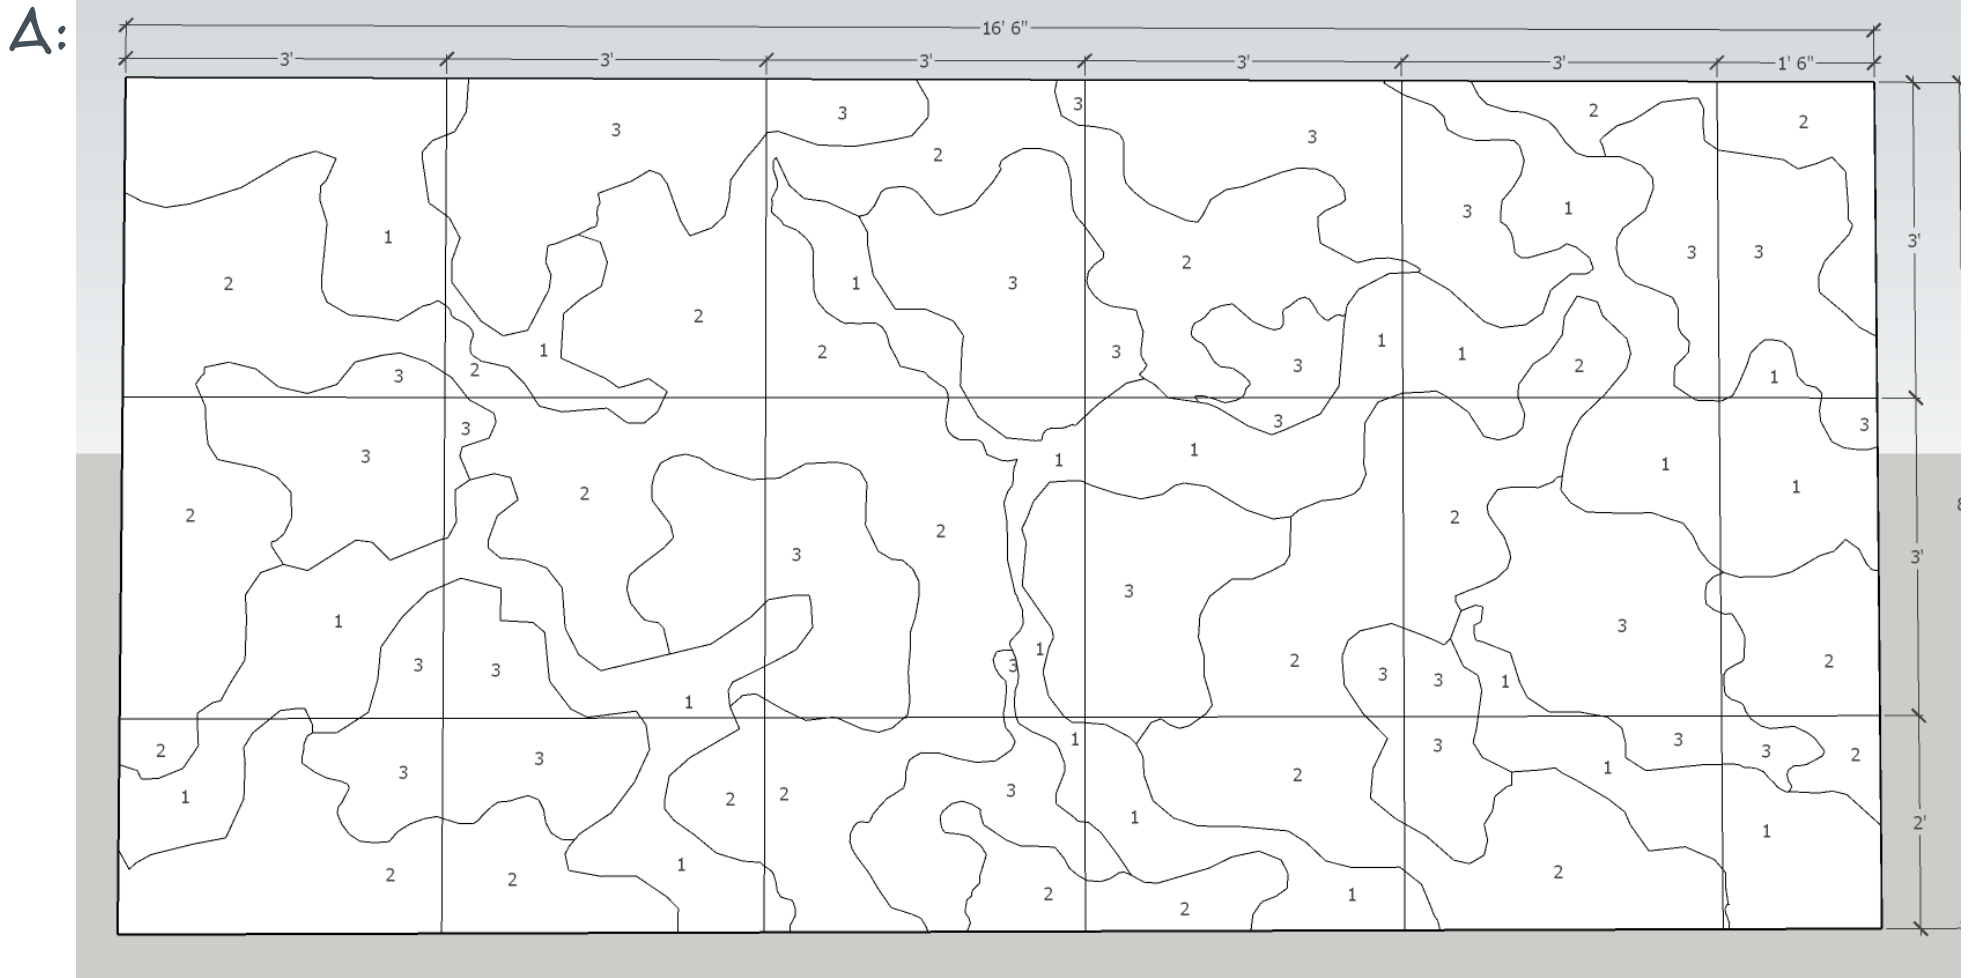 A:
16' 6"
3' 3' 3' 3' 3' 1' 6"
3 3 2
3 3 2
2 3
3 1
1 2 3 3
2 1 3
2 1 3 2
3 1 1
2 3 3 2
3 2 1
3 3 3
3 2 1 1 1
2 2 1
2 3 2 3'
1 3 3
3 3 3 1 2 3 3 1 2
1
2 3 3 1 3 1 3 3 2
1 3 2 2 3 2 1 2'
2 2 1 2 1 2 1
2